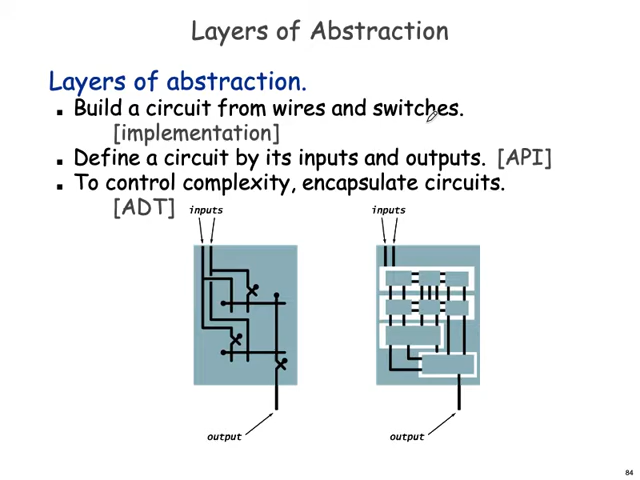 Layers of Abstraction
Layers of abstraction.
Build a circuit from wires and switches.
[implementation]
Define a circuit by its inputs and outputs. [API]
To control complexity, encapsulate circuits.
[ADT]
inputs
inputs
output
output
84